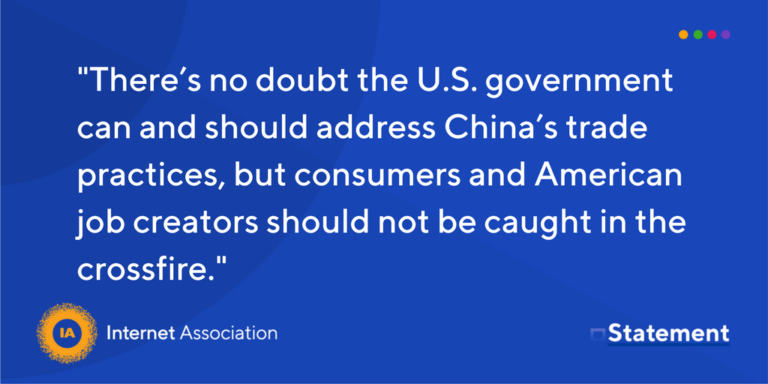 "There’s no doubt the U.S. government
can and should address China’s trade
practices, but consumers and American
job creators should not be caught in the
crossfire."
IA
Internet Association
Statement